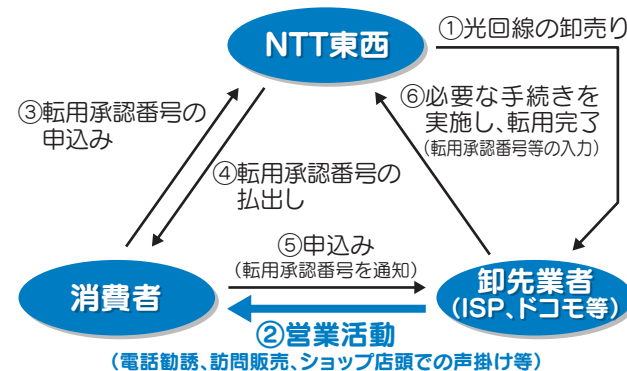 NTT東西
①光回線の卸売り
③転用承認番号の
申込み
⑥必要な手続きを
実施し、転用完了
(転用承認番号等の入力)
④転用承認番号の
払出し
⑤申込み
(転用承認番号を通知)
消費者
卸先業者
(ISP、ドコモ等)
②営業活動
(電話勧誘、訪問販売、ショップ店頭での声掛け等)